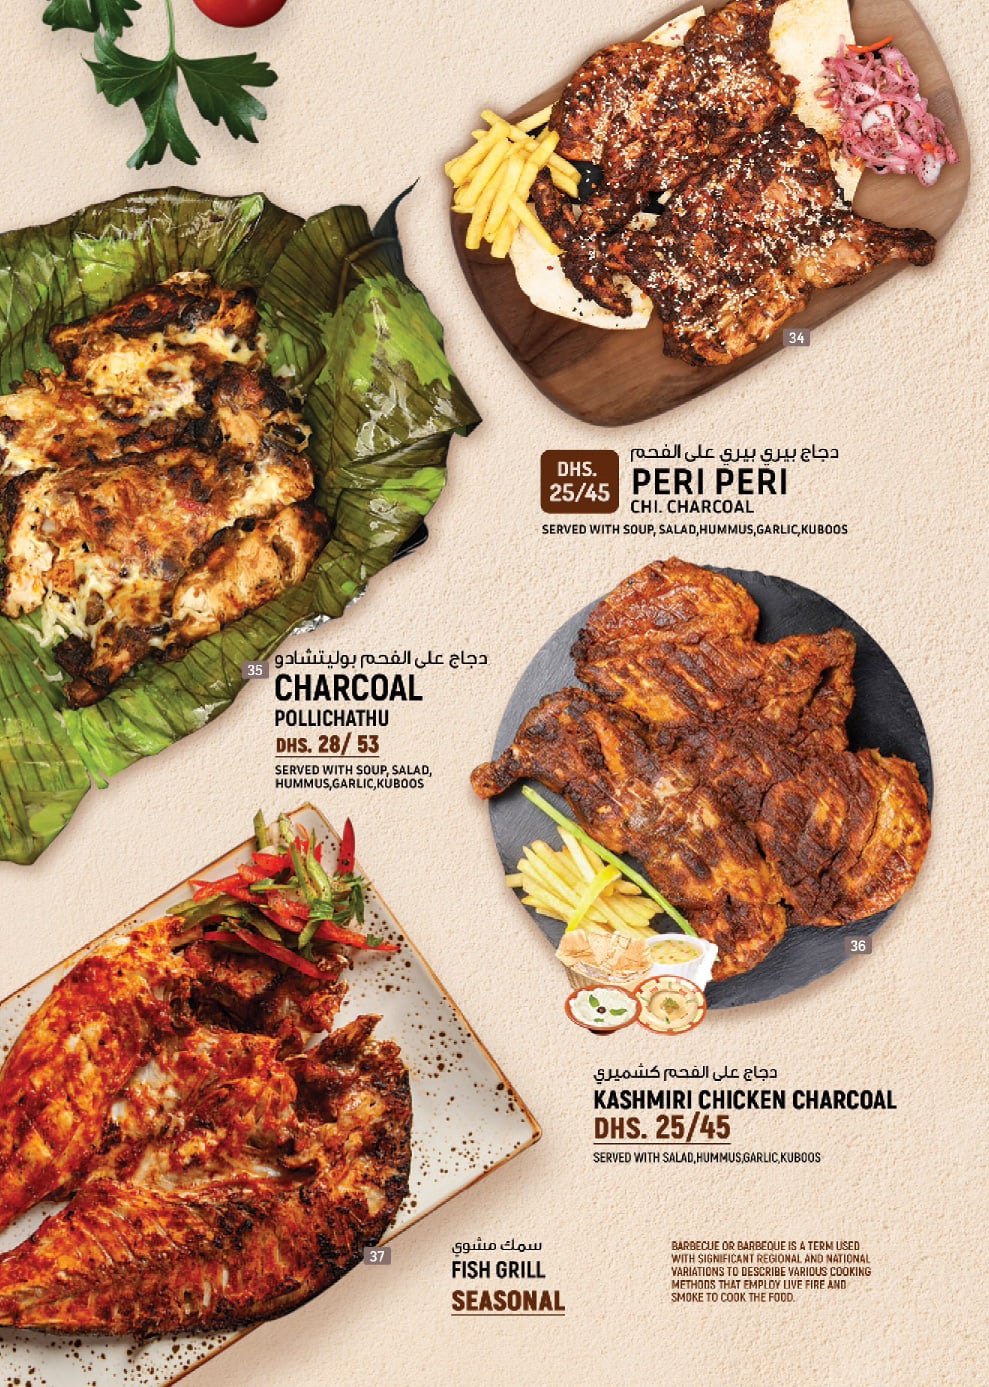 34
دجاج بيري بيري على الفحم
DHS.
25/45
PERI PERI
CHI. CHARCOAL
SERVED WITH SOUP, SALAD,HUMMUS,GARLIC,KUBOOS
35
دجاج على الفحم بوليتشادو
CHARCOAL
POLLICHATHU
DHS. 28/ 53
SERVED WITH SOUP, SALAD,
HUMMUS,GARLIC,KUBOOS
36
دجاج على الفحم كشميري
KASHMIRI CHICKEN CHARCOAL
DHS. 25/45
SERVED WITH SALAD,HUMMUS,GARLIC,KUBOOS
37
سمك مشوي
FISH GRILL
SEASONAL
BARBECUE OR BARBEQUE IS A TERM USED
WITH SIGNIFICANT REGIONAL AND NATIONAL
VARIATIONS TO DESCRIBE VARIOUS COOKING
METHODS THAT EMPLOY LIVE FIRE AND
SMOKE TO COOK THE FOOD.